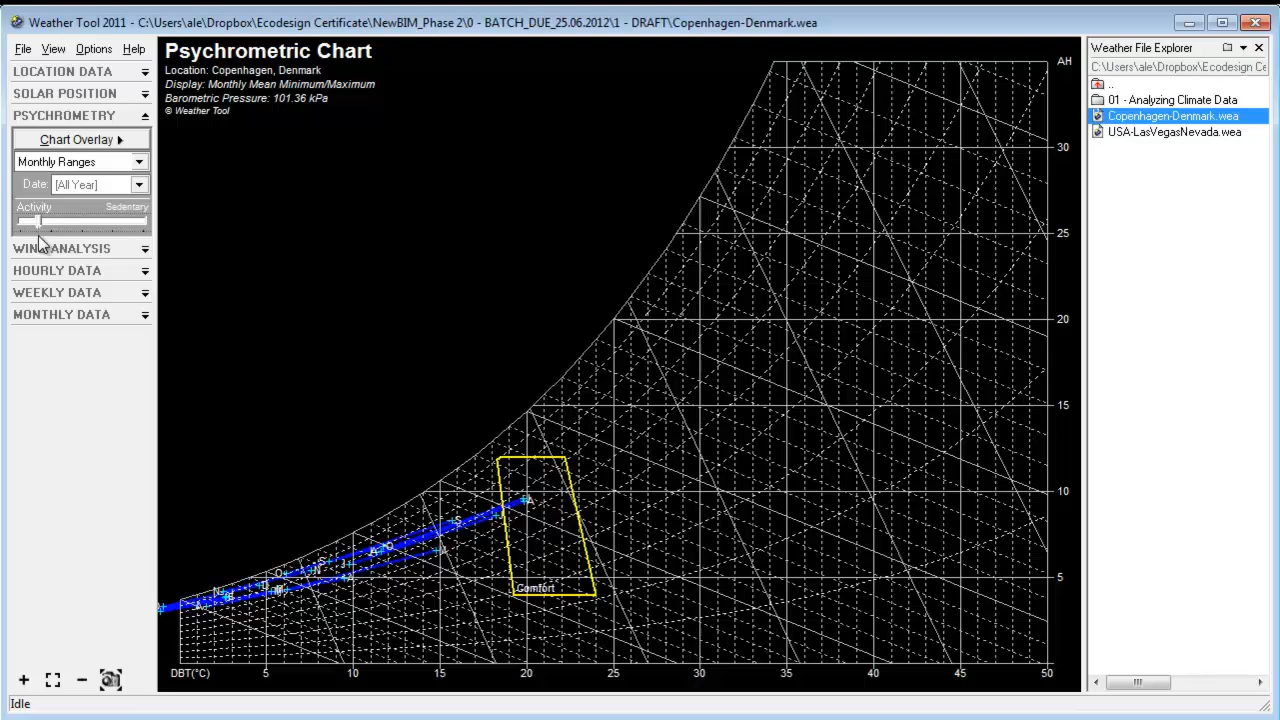 Weather Tool 2011 - C:\Users\ale\Dropbox\Ecodesign Certificate\NewBIM_Phase 2\0 - BATCH_DUE_25.06.2012\1 - DRAFT\Copenhagen-Denmark.wea
File View Options Help
LOCATION DATA
SOLAR POSITION
PSYCHROMETRY
Chart Overlay
Monthly Ranges
Date: [All Year]
Activity Sedentary
WIND ANALYSIS
HOURLY DATA
WEEKLY DATA
MONTHLY DATA
Psychrometric Chart
Location: Copenhagen, Denmark
Display: Monthly Mean Minimum/Maximum
Barometric Pressure: 101.36 kPa
© Weather Tool
AH
30
25
20
15
10
5
Comfort
DBT(°C) 5 10 15 20 25 30 35 40 45 50
Weather File Explorer
C:\Users\ale\Dropbox\Ecodesign Ce
..
01 - Analyzing Climate Data
Copenhagen-Denmark.wea
USA-LasVegasNevada.wea
Idle